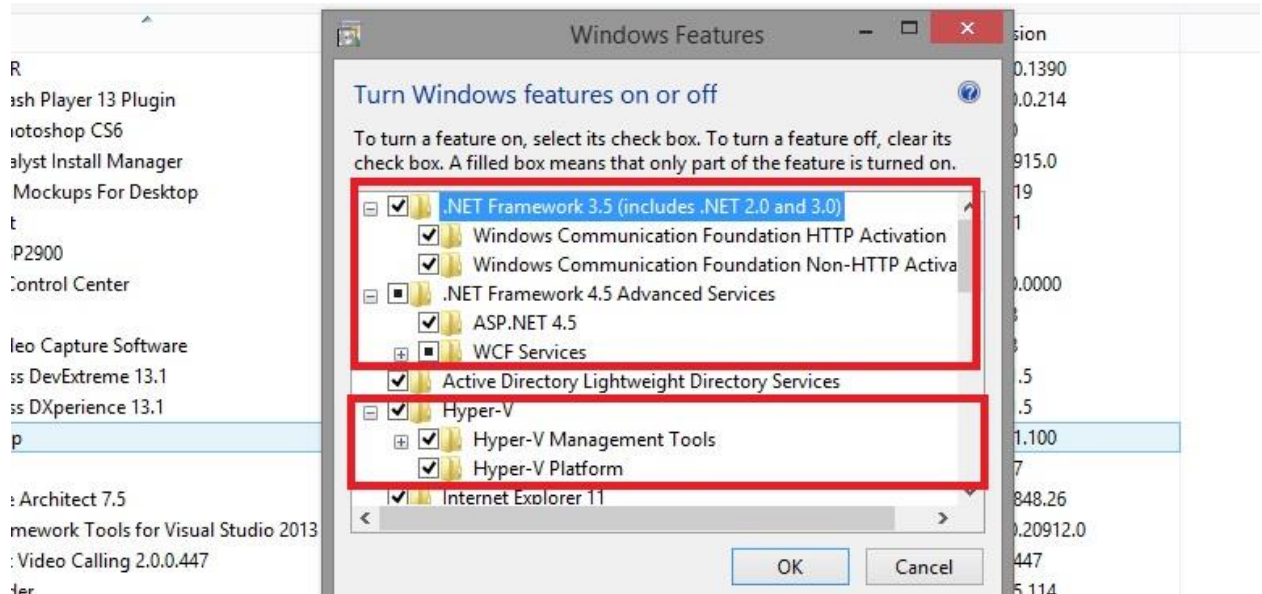 Windows Features
sion
R
0.1390
ash Player 13 Plugin
Turn Windows features on or off
0.0.214
otoshop CS6
To turn a feature on, select its check box. To turn a feature off, clear its
alyst Install Manager
check box. A filled box means that only part of the feature is turned on.
915.0
Mockups For Desktop
19
t
.NET Framework 3.5 (includes .NET 2.0 and 3.0)
1
Windows Communication Foundation HTTP Activation
P2900
Windows Communication Foundation Non-HTTP Activa
Control Center
.NET Framework 4.5 Advanced Services
0.0000
ASP.NET 4.5
leo Capture Software
WCF Services
ss DevExtreme 13.1
Active Directory Lightweight Directory Services
.5
ss DXperience 13.1
Hyper-V
.5
p
Hyper-V Management Tools
1.100
Hyper-V Platform
7
e Architect 7.5
Internet Explorer 11
848.26
mework Tools for Visual Studio 2013
0.20912.0
Video Calling 2.0.0.447
OK
Cancel
447
der
5.114